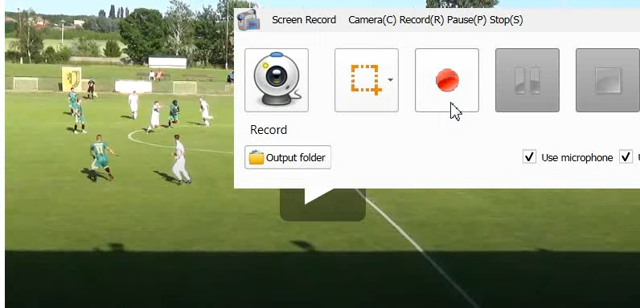 Screen Record Camera(C) Record(R) Pause(P) Stop(S)
Record
Output folder
Use microphone